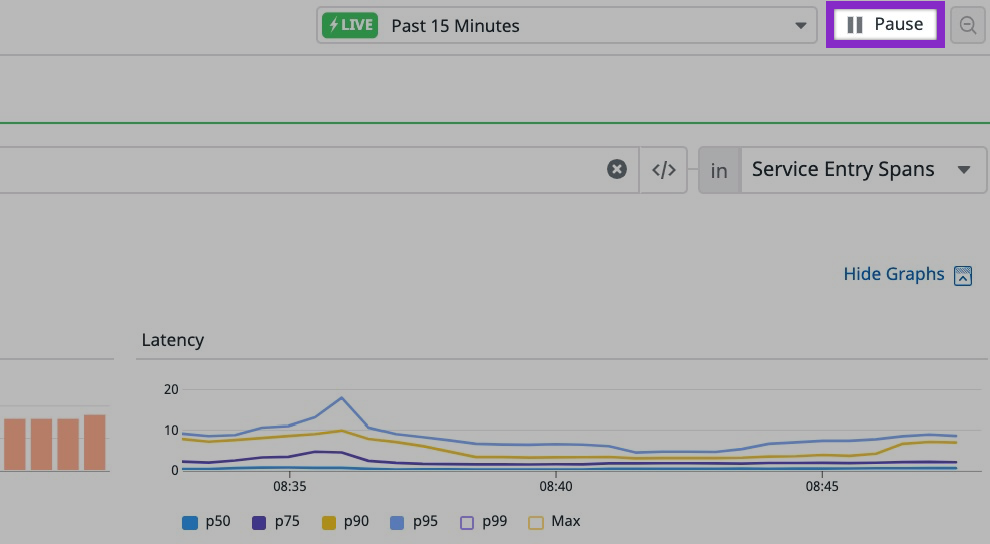 LIVE Past 15 Minutes Pause
</> in Service Entry Spans
Hide Graphs
Latency
20
10
0
08:35 08:40 08:45
p50 p75 p90 p95 p99 Max